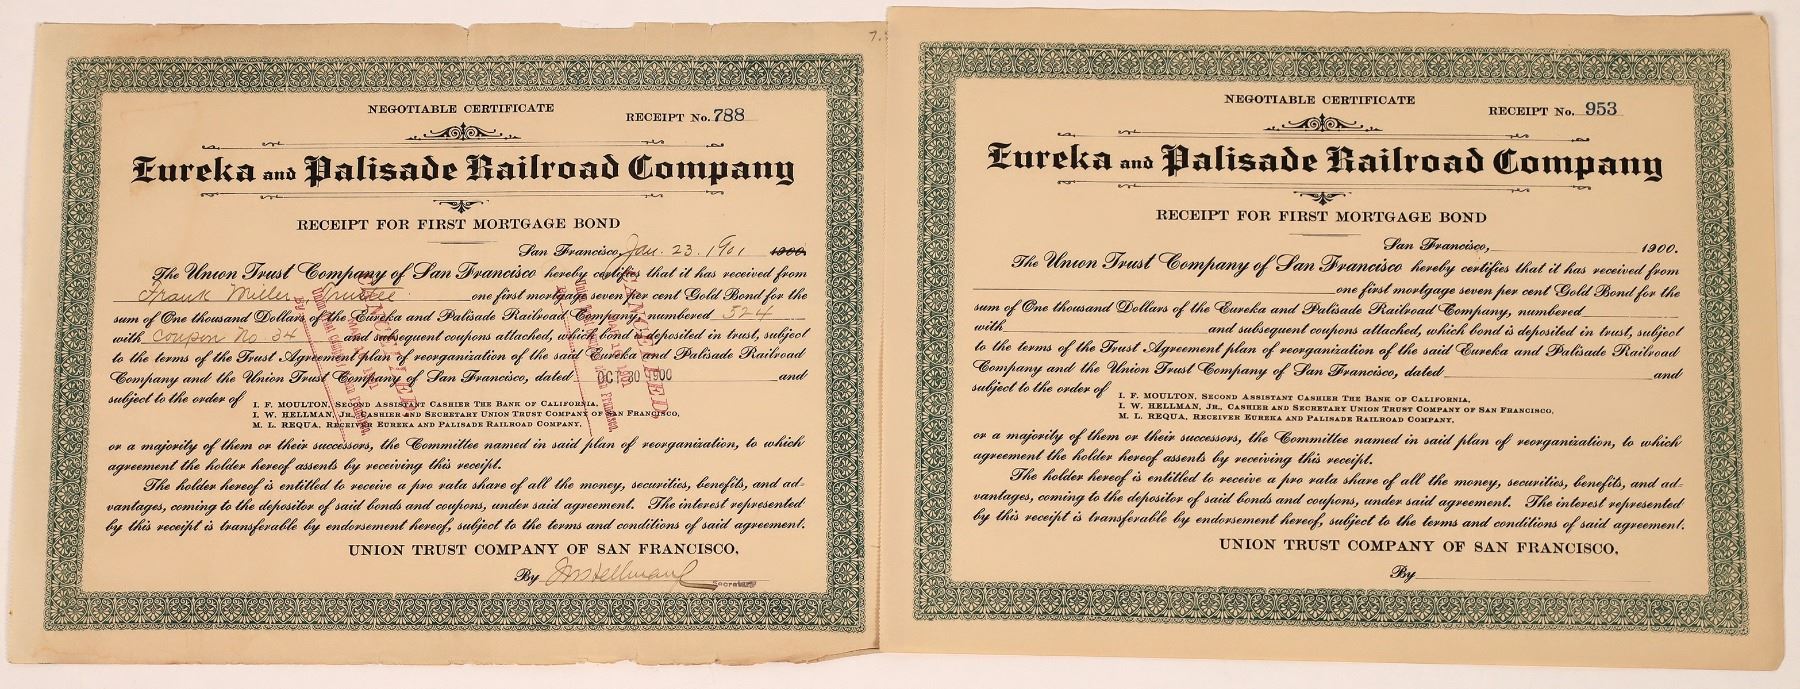 7.
NEGOTIABLE CERTIFICATE
RECEIPT No. 788
Eureka and Palisade Railroad Company
RECEIPT FOR FIRST MORTGAGE BOND
San Francisco, Jan. 23. 1901 1900.
The Union Trust Company of San Francisco hereby certifies that it has received from
Frank Miller Trustee one first mortgage seven per cent Gold Bond for the
sum of One thousand Dollars of the Eureka and Palisade Railroad Company, numbered 524
with Coupon No 34 and subsequent coupons attached, which bond is deposited in trust, subject
to the terms of the Trust Agreement plan of reorganization of the said Eureka and Palisade Railroad
Company and the Union Trust Company of San Francisco, dated OCT 30 1900 and
subject to the order of
I. F. MOULTON, SECOND ASSISTANT CASHIER THE BANK OF CALIFORNIA,
I. W. HELLMAN, JR., CASHIER AND SECRETARY UNION TRUST COMPANY OF SAN FRANCISCO,
M. L. REQUA, RECEIVER EUREKA AND PALISADE RAILROAD COMPANY,
or a majority of them or their successors, the Committee named in said plan of reorganization, to which
agreement the holder hereof assents by receiving this receipt.
The holder hereof is entitled to receive a pro rata share of all the money, securities, benefits, and ad-
vantages, coming to the depositor of said bonds and coupons, under said agreement. The interest represented
by this receipt is transferable by endorsement hereof, subject to the terms and conditions of said agreement.
UNION TRUST COMPANY OF SAN FRANCISCO,
By I W Hellman Jr Secretary
CANCELLED
CANCELLED
NEGOTIABLE CERTIFICATE
RECEIPT No. 953
Eureka and Palisade Railroad Company
RECEIPT FOR FIRST MORTGAGE BOND
San Francisco, 1900.
The Union Trust Company of San Francisco hereby certifies that it has received from
one first mortgage seven per cent Gold Bond for the
sum of One thousand Dollars of the Eureka and Palisade Railroad Company, numbered
with and subsequent coupons attached, which bond is deposited in trust, subject
to the terms of the Trust Agreement plan of reorganization of the said Eureka and Palisade Railroad
Company and the Union Trust Company of San Francisco, dated and
subject to the order of
I. F. MOULTON, SECOND ASSISTANT CASHIER THE BANK OF CALIFORNIA,
I. W. HELLMAN, JR., CASHIER AND SECRETARY UNION TRUST COMPANY OF SAN FRANCISCO,
M. L. REQUA, RECEIVER EUREKA AND PALISADE RAILROAD COMPANY,
or a majority of them or their successors, the Committee named in said plan of reorganization, to which
agreement the holder hereof assents by receiving this receipt.
The holder hereof is entitled to receive a pro rata share of all the money, securities, benefits, and ad-
vantages, coming to the depositor of said bonds and coupons, under said agreement. The interest represented
by this receipt is transferable by endorsement hereof, subject to the terms and conditions of said agreement.
UNION TRUST COMPANY OF SAN FRANCISCO,
By